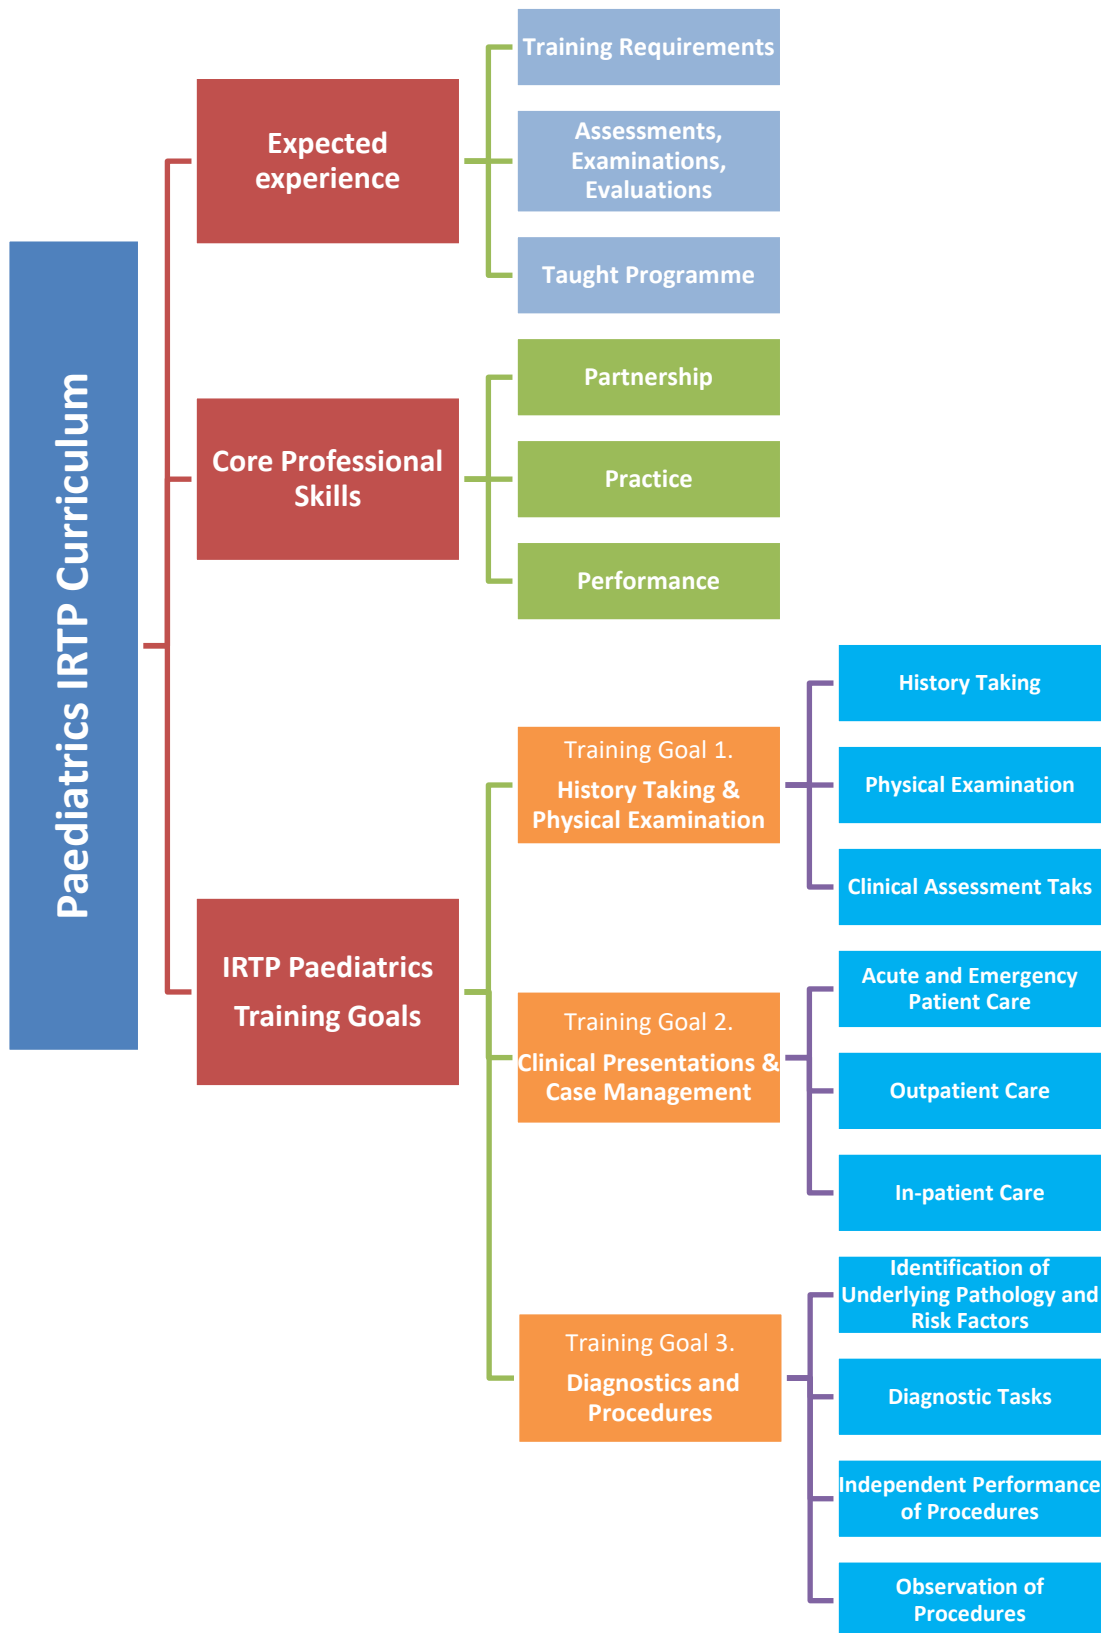 Paediatrics IRTP Curriculum
Expected
experience
Training Requirements
Assessments,
Examinations,
Evaluations
Taught Programme
Core Professional
Skills
Partnership
Practice
Performance
IRTP Paediatrics
Training Goals
Training Goal 1.
History Taking &
Physical Examination
History Taking
Physical Examination
Clinical Assessment Taks
Training Goal 2.
Clinical Presentations &
Case Management
Acute and Emergency
Patient Care
Outpatient Care
In-patient Care
Training Goal 3.
Diagnostics and
Procedures
Identification of
Underlying Pathology and
Risk Factors
Diagnostic Tasks
Independent Performance
of Procedures
Observation of
Procedures